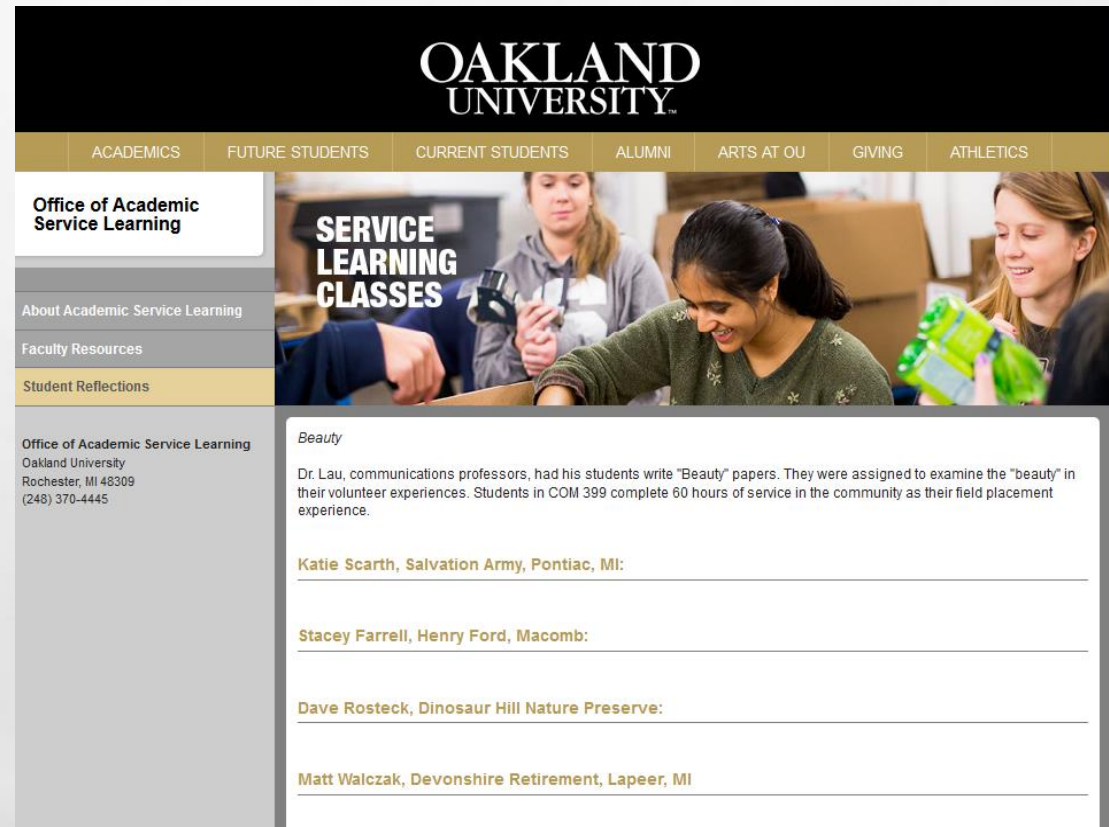 OAKLAND
UNIVERSITY™
ACADEMICS FUTURE STUDENTS CURRENT STUDENTS ALUMNI ARTS AT OU GIVING ATHLETICS
Office of Academic
Service Learning
About Academic Service Learning
Faculty Resources
Student Reflections
Office of Academic Service Learning
Oakland University
Rochester, MI 48309
(248) 370-4445
SERVICE
LEARNING
CLASSES
Beauty
Dr. Lau, communications professors, had his students write "Beauty" papers. They were assigned to examine the "beauty" in
their volunteer experiences. Students in COM 399 complete 60 hours of service in the community as their field placement
experience.
Katie Scarth, Salvation Army, Pontiac, MI:
Stacey Farrell, Henry Ford, Macomb:
Dave Rosteck, Dinosaur Hill Nature Preserve:
Matt Walczak, Devonshire Retirement, Lapeer, MI